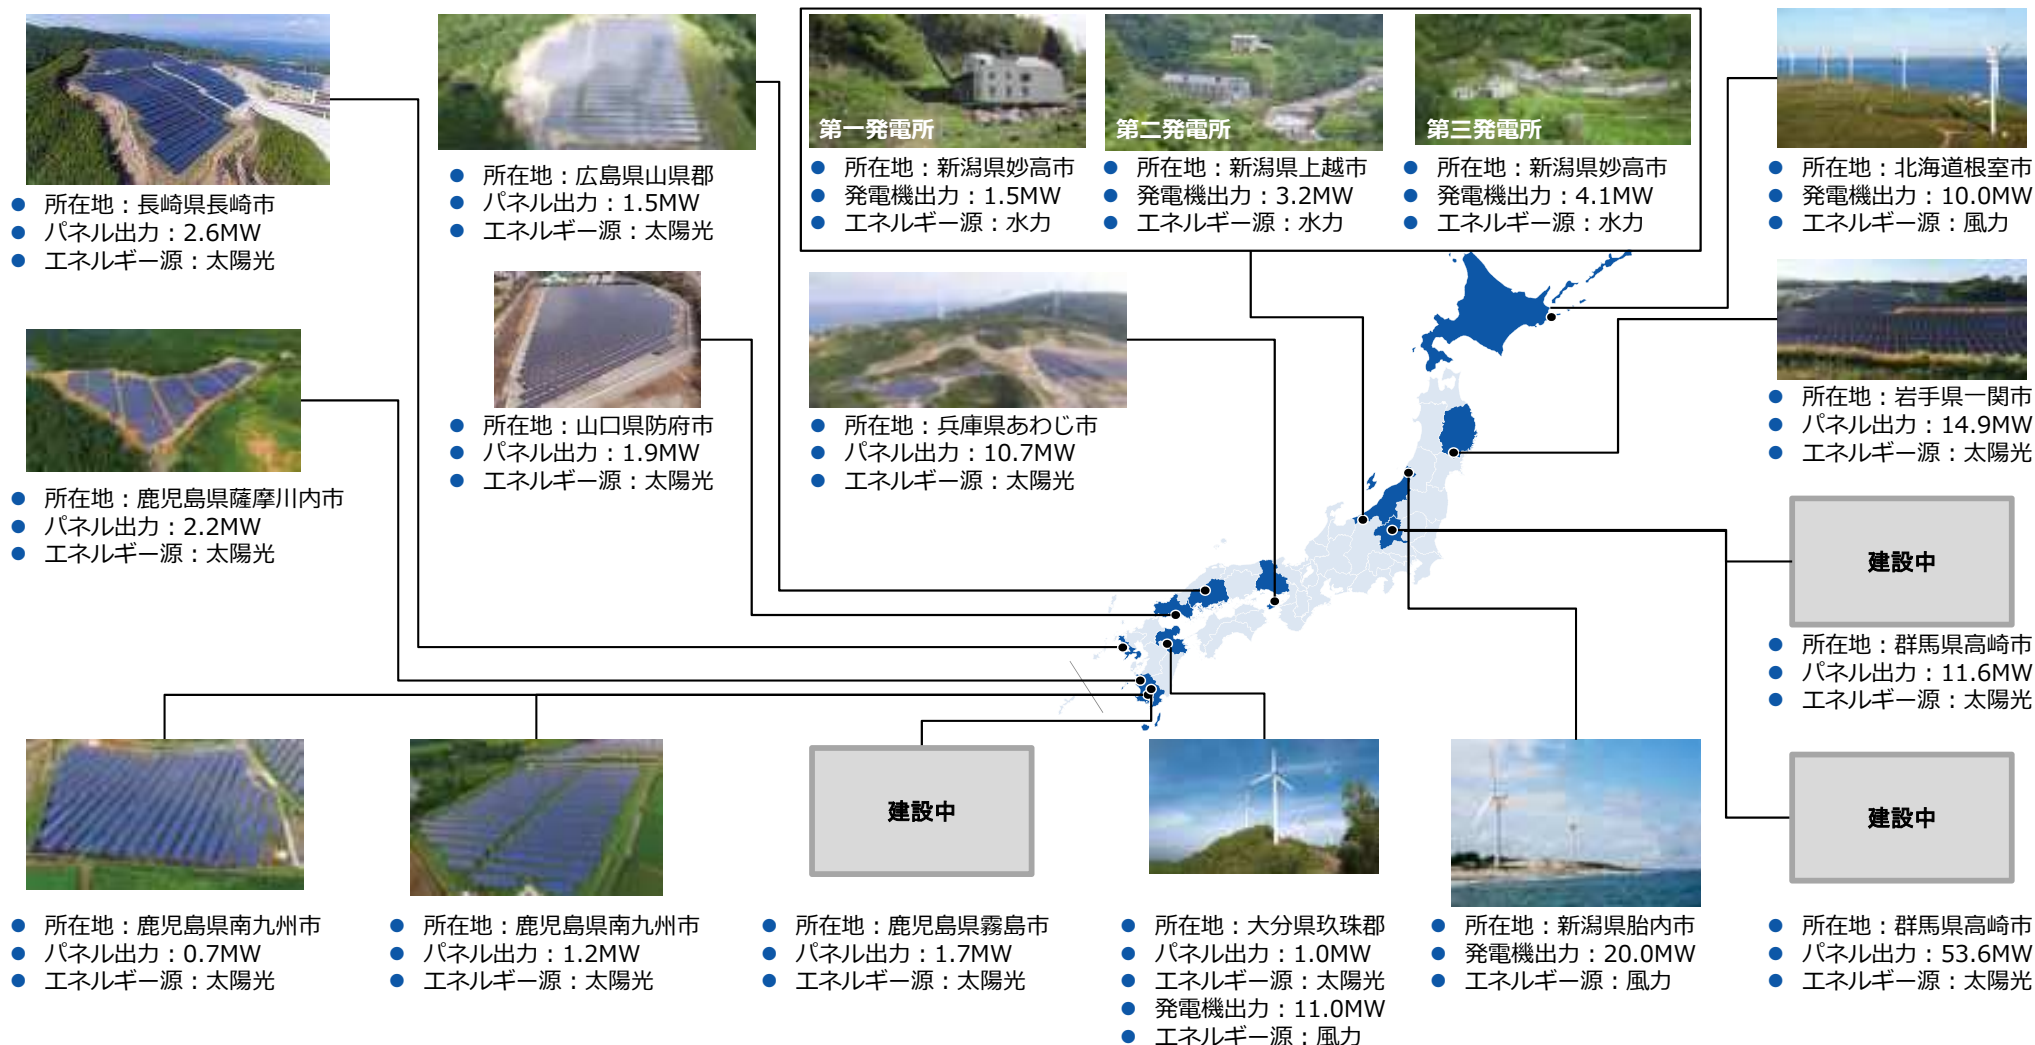 ● 所在地：長崎県長崎市
● パネル出力：2.6MW
● エネルギー源：太陽光
● 所在地：広島県山県郡
● パネル出力：1.5MW
● エネルギー源：太陽光
第一発電所
● 所在地：新潟県妙高市
● 発電機出力：1.5MW
● エネルギー源：水力
第二発電所
● 所在地：新潟県上越市
● 発電機出力：3.2MW
● エネルギー源：水力
第三発電所
● 所在地：新潟県妙高市
● 発電機出力：4.1MW
● エネルギー源：水力
● 所在地：北海道根室市
● 発電機出力：10.0MW
● エネルギー源：風力
● 所在地：鹿児島県薩摩川内市
● パネル出力：2.2MW
● エネルギー源：太陽光
● 所在地：山口県防府市
● パネル出力：1.9MW
● エネルギー源：太陽光
● 所在地：兵庫県あわじ市
● パネル出力：10.7MW
● エネルギー源：太陽光
● 所在地：岩手県一関市
● パネル出力：14.9MW
● エネルギー源：太陽光
建設中
● 所在地：群馬県高崎市
● パネル出力：11.6MW
● エネルギー源：太陽光
● 所在地：鹿児島県南九州市
● パネル出力：0.7MW
● エネルギー源：太陽光
● 所在地：鹿児島県南九州市
● パネル出力：1.2MW
● エネルギー源：太陽光
建設中
● 所在地：鹿児島県霧島市
● パネル出力：1.7MW
● エネルギー源：太陽光
● 所在地：大分県玖珠郡
● パネル出力：1.0MW
● エネルギー源：太陽光
● 発電機出力：11.0MW
● エネルギー源：風力
● 所在地：新潟県胎内市
● 発電機出力：20.0MW
● エネルギー源：風力
建設中
● 所在地：群馬県高崎市
● パネル出力：53.6MW
● エネルギー源：太陽光